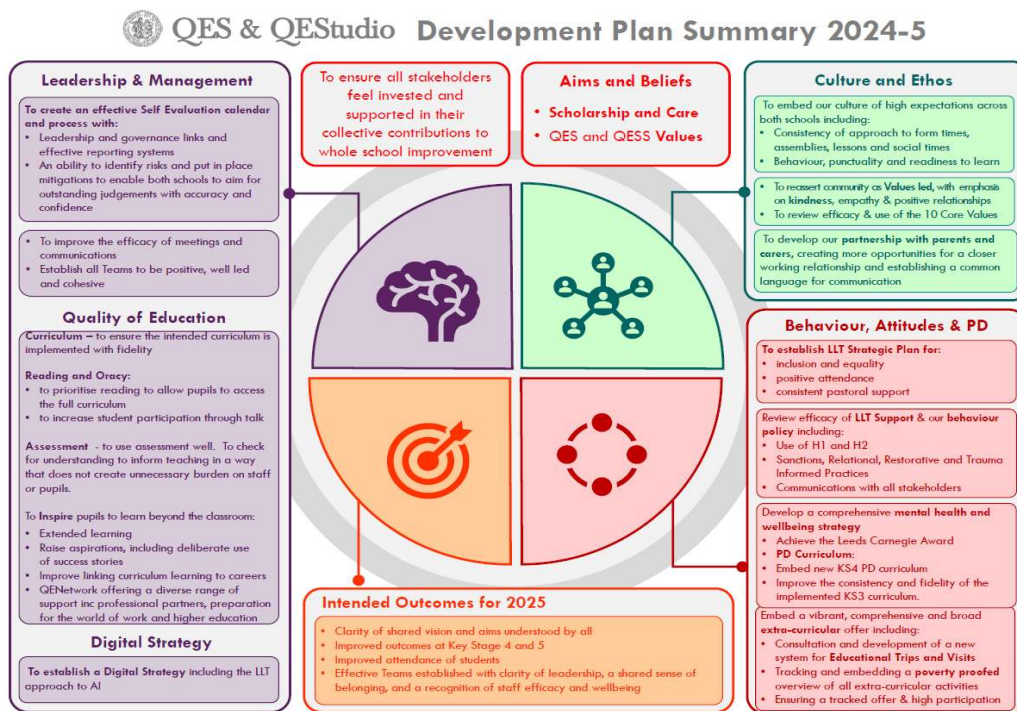 QES & QEStudio Development Plan Summary 2024-5
Leadership & Management
To create an effective Self Evaluation calendar
and process with:
• Leadership and governance links and
effective reporting systems
• An ability to identify risks and put in place
mitigations to enable both schools to aim for
outstanding judgements with accuracy and
confidence
• To improve the efficacy of meetings and
communications
• Establish all Teams to be positive, well led
and cohesive
Quality of Education
Curriculum – to ensure the intended curriculum is
implemented with fidelity
Reading and Oracy:
• to prioritise reading to allow pupils to access
the full curriculum
• to increase student participation through talk
Assessment - to use assessment well. To check
for understanding to inform teaching in a way
that does not create unnecessary burden on staff
or pupils.
To Inspire pupils to learn beyond the classroom:
• Extended learning
• Raise aspirations, including deliberate use
of success stories
• Improve linking curriculum learning to careers
• QENetwork offering a diverse range of
support inc professional partners, preparation
for the world of work and higher education
Digital Strategy
To establish a Digital Strategy including the LLT
approach to AI
To ensure all stakeholders
feel invested and
supported in their
collective contributions to
whole school improvement
Aims and Beliefs
• Scholarship and Care
• QES and QESS Values
Intended Outcomes for 2025
• Clarity of shared vision and aims understood by all
• Improved outcomes at Key Stage 4 and 5
• Improved attendance of students
• Effective Teams established with clarity of leadership, a shared sense of
belonging, and a recognition of staff efficacy and wellbeing
Culture and Ethos
To embed our culture of high expectations across
both schools including:
• Consistency of approach to form times,
assemblies, lessons and social times
• Behaviour, punctuality and readiness to learn
• To reassert community as Values led, with emphasis
on kindness, empathy & positive relationships
• To review efficacy & use of the 10 Core Values
To develop our partnership with parents and
carers, creating more opportunities for a closer
working relationship and establishing a common
language for communication
Behaviour, Attitudes & PD
To establish LLT Strategic Plan for:
• inclusion and equality
• positive attendance
• consistent pastoral support
Review efficacy of LLT Support & our behaviour
policy including:
• Use of H1 and H2
• Sanctions, Relational, Restorative and Trauma
Informed Practices
• Communications with all stakeholders
Develop a comprehensive mental health and
wellbeing strategy
• Achieve the Leeds Carnegie Award
• PD Curriculum:
• Embed new KS4 PD curriculum
• Improve the consistency and fidelity of the
implemented KS3 curriculum.
Embed a vibrant, comprehensive and broad
extra-curricular offer including:
• Consultation and development of a new
system for Educational Trips and Visits
• Tracking and embedding a poverty proofed
overview of all extra-curricular activities
• Ensuring a tracked offer & high participation